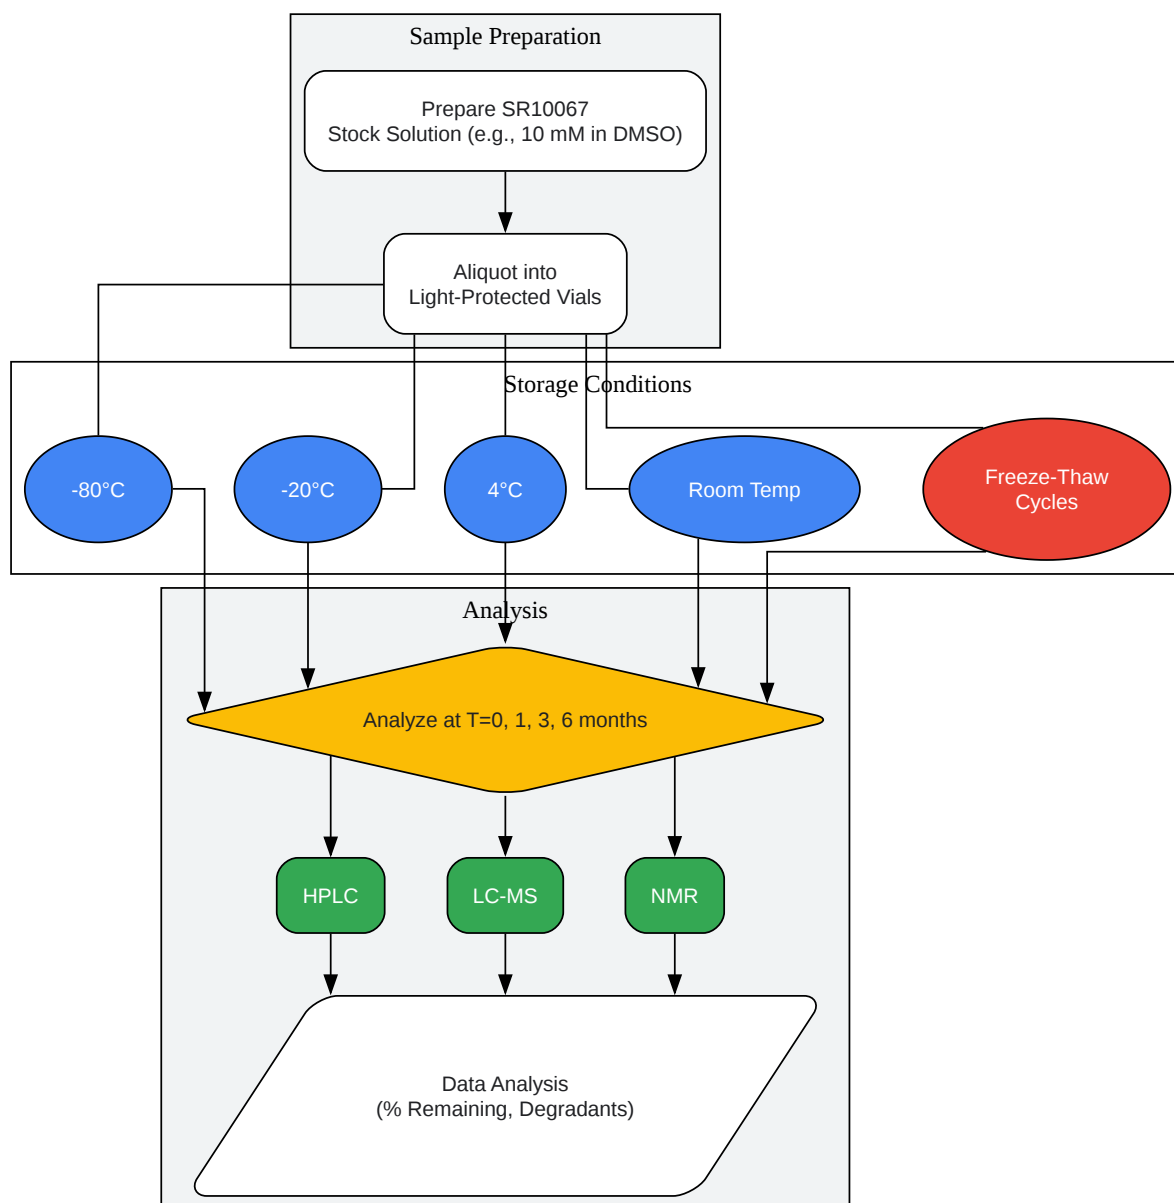 Sample Preparation
Prepare SR10067
Stock Solution (e.g., 10 mM in DMSO)
Aliquot into
Light-Protected Vials
Storage Conditions
-80°C
-20°C
4°C
Room Temp
Freeze-Thaw
Cycles
Analysis
Analyze at T=0, 1, 3, 6 months
HPLC
LC-MS
NMR
Data Analysis
(% Remaining, Degradants)